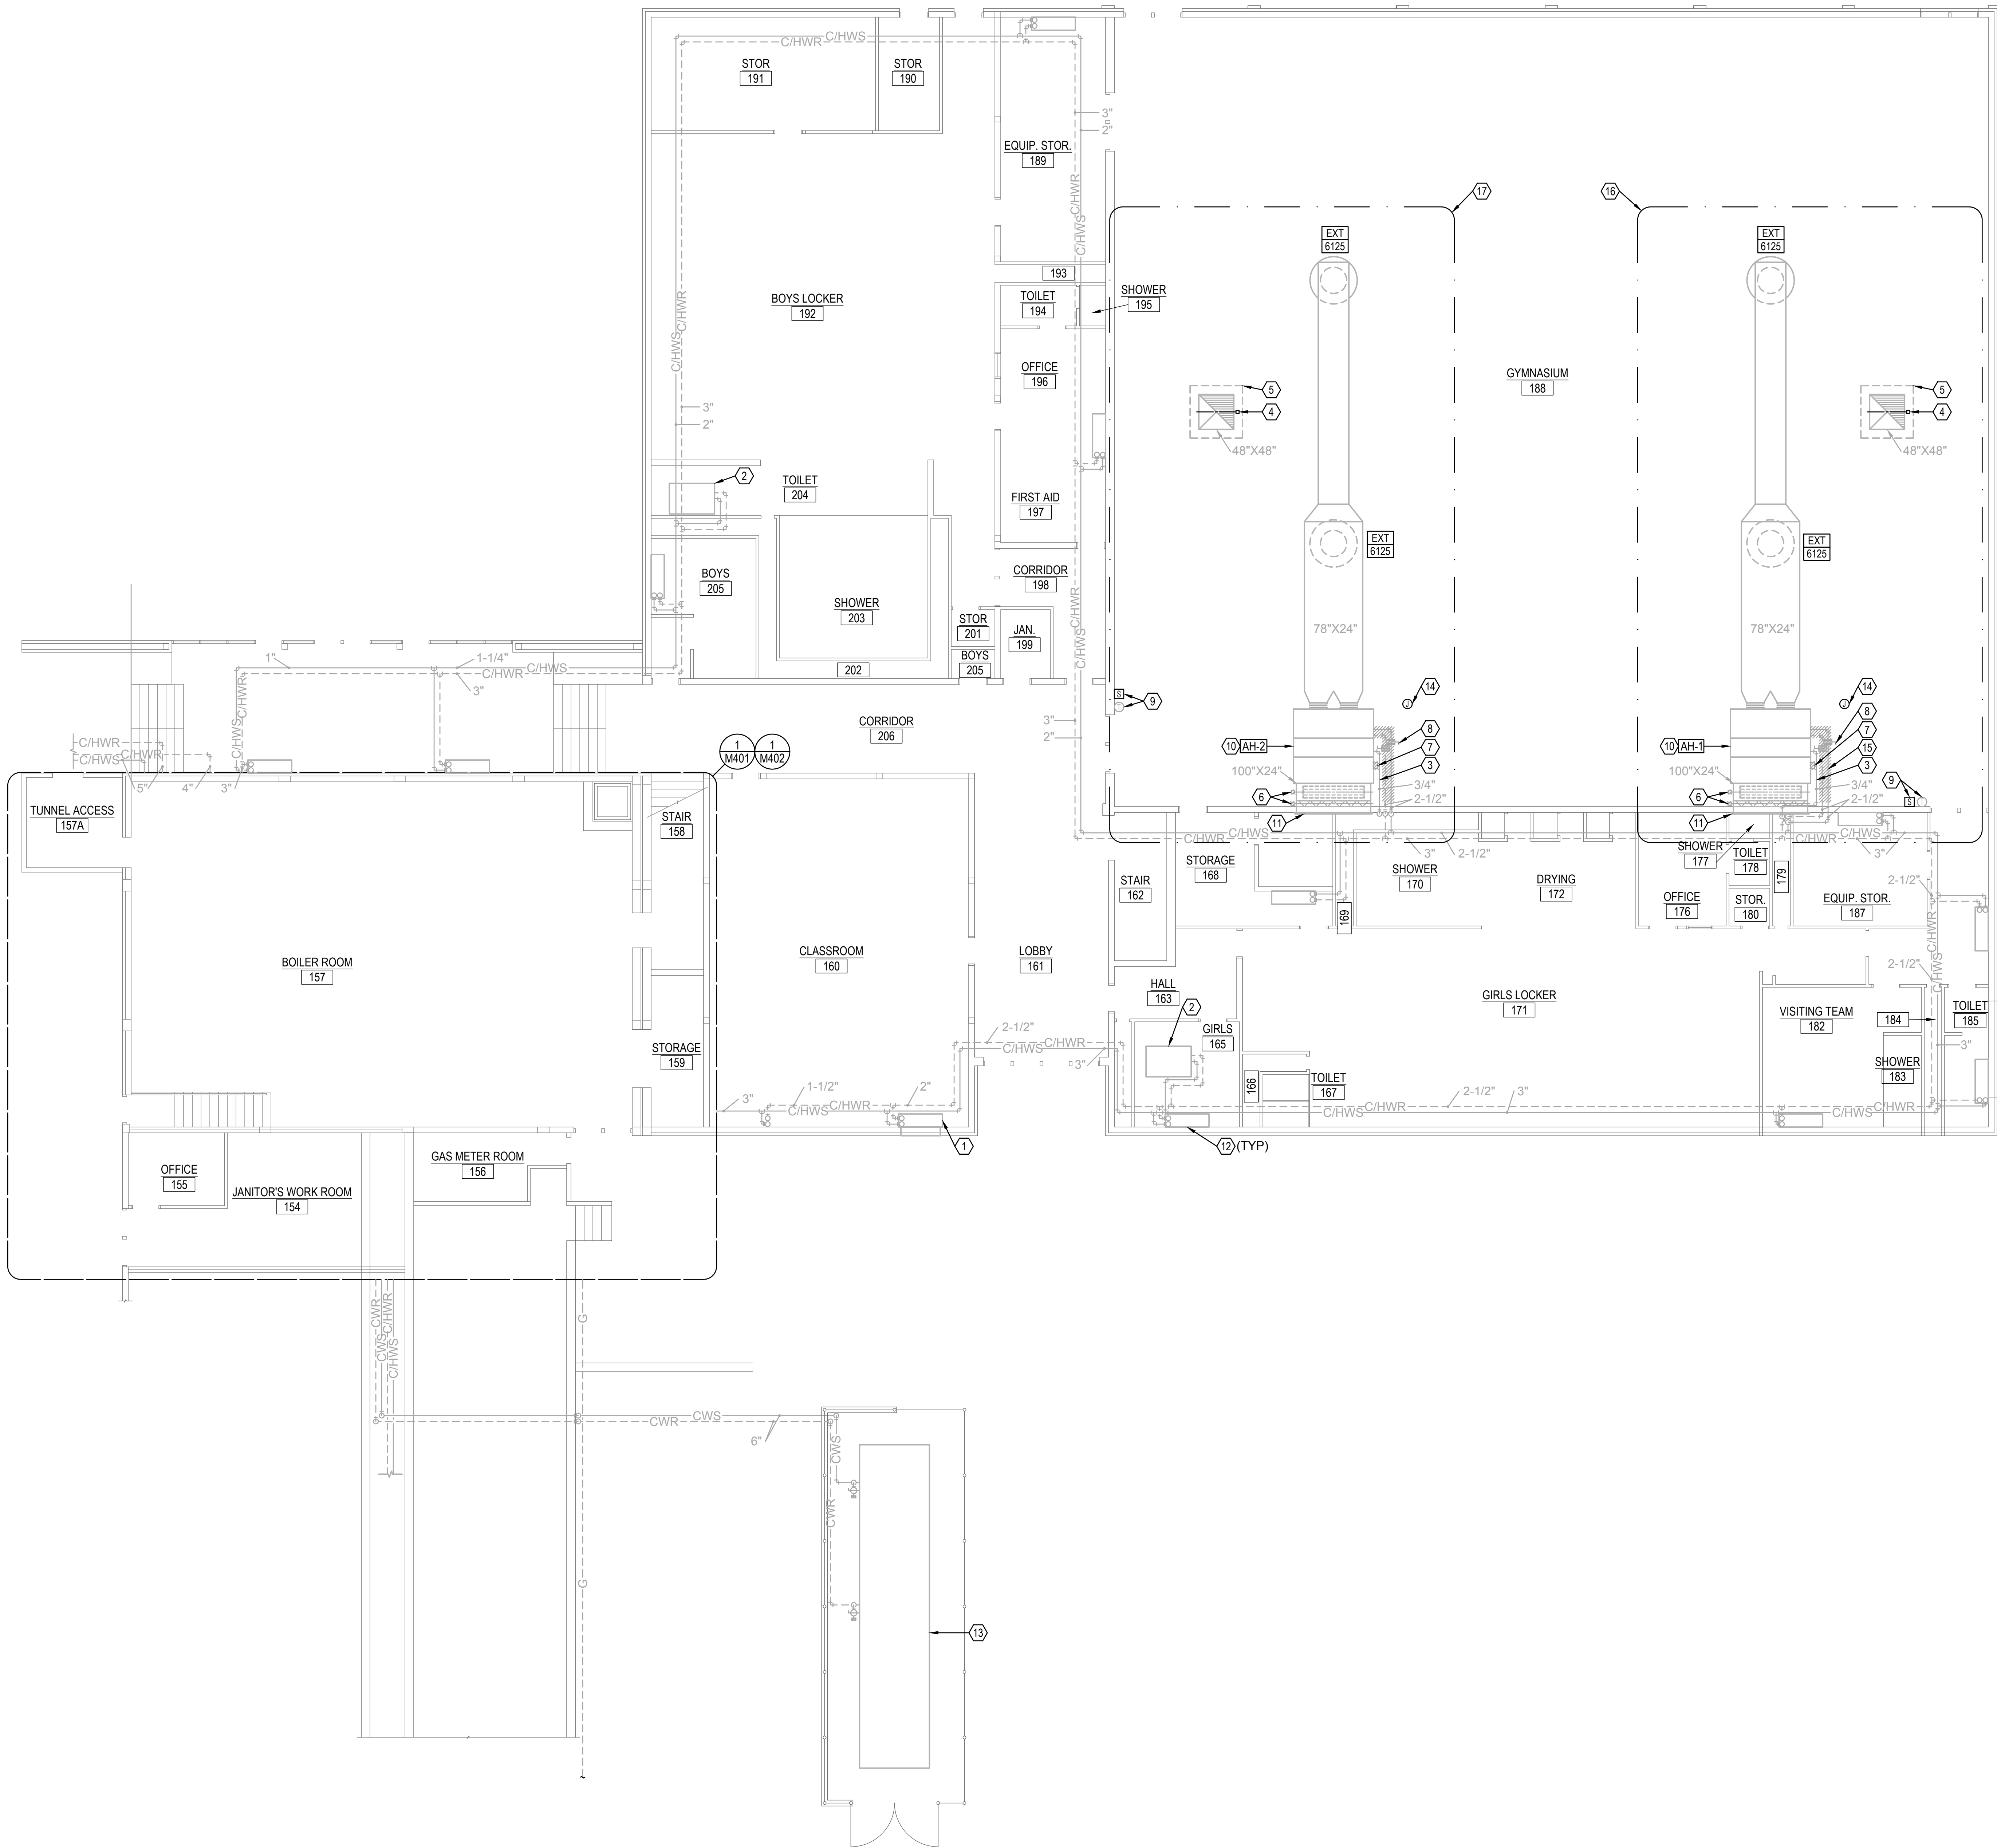 C/HWS
C/HWR
STOR
191
STOR
190
3"
2"
EQUIP. STOR.
189
C/HWR
C/HWS
17
16
EXT
6125
EXT
6125
193
BOYS LOCKER
192
TOILET
194
SHOWER
195
C/HWR
C/HWS
OFFICE
196
GYMNASIUM
188
5
4
48"X48"
5
4
48"X48"
3"
2"
2
TOILET
204
FIRST AID
197
EXT
6125
EXT
6125
BOYS
205
CORRIDOR
198
SHOWER
203
STOR
201
JAN.
199
C/HWR
C/HWS
78"X24"
78"X24"
1"
1-1/4"
C/HWS
C/HWR
3"
BOYS
205
202
C/HWR
C/HWS
S
T
9
J
14
J
14
CORRIDOR
206
3"
2"
1
M401
1
M402
8
7
3
8
7
15
3
10
AH-2
10
AH-1
C/HWR
C/HWR
C/HWS
5"
4"
3"
100"X24"
3/4"
2-1/2"
100"X24"
3/4"
2-1/2"
9
S
T
6
11
6
11
TUNNEL ACCESS
157A
STAIR
158
C/HWS
C/HWR
3"
2-1/2"
C/HWS
C/HWR
3"
STORAGE
168
SHOWER
170
DRYING
172
SHOWER
177
TOILET
178
179
STAIR
162
169
OFFICE
176
STOR.
180
EQUIP. STOR.
187
2-1/2"
C/HWR
C/HWS
BOILER ROOM
157
CLASSROOM
160
LOBBY
161
HALL
163
2
GIRLS
165
GIRLS LOCKER
171
2-1/2"
VISITING TEAM
182
184
TOILET
185
STORAGE
159
2-1/2"
C/HWR
C/HWS
3"
3"
SHOWER
183
166
TOILET
167
3"
1-1/2"
C/HWR
C/HWS
2"
2-1/2"
3"
C/HWR
C/HWS
C/HWR
C/HWS
1
12
(TYP)
OFFICE
155
JANITOR'S WORK ROOM
154
GAS METER ROOM
156
CWR
CWS
C/HWR
C/HWS
G
CWS
CWR
6"
CWS
CWR
G
13